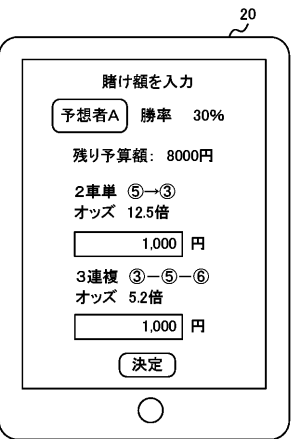 20
賭け額を入力
予想者A 勝率 30%
残り予算額: 8000円
2車単 ⑤→③
オッズ 12.5倍
1,000 円
3連複 ③－⑤－⑥
オッズ 5.2倍
1,000 円
決定